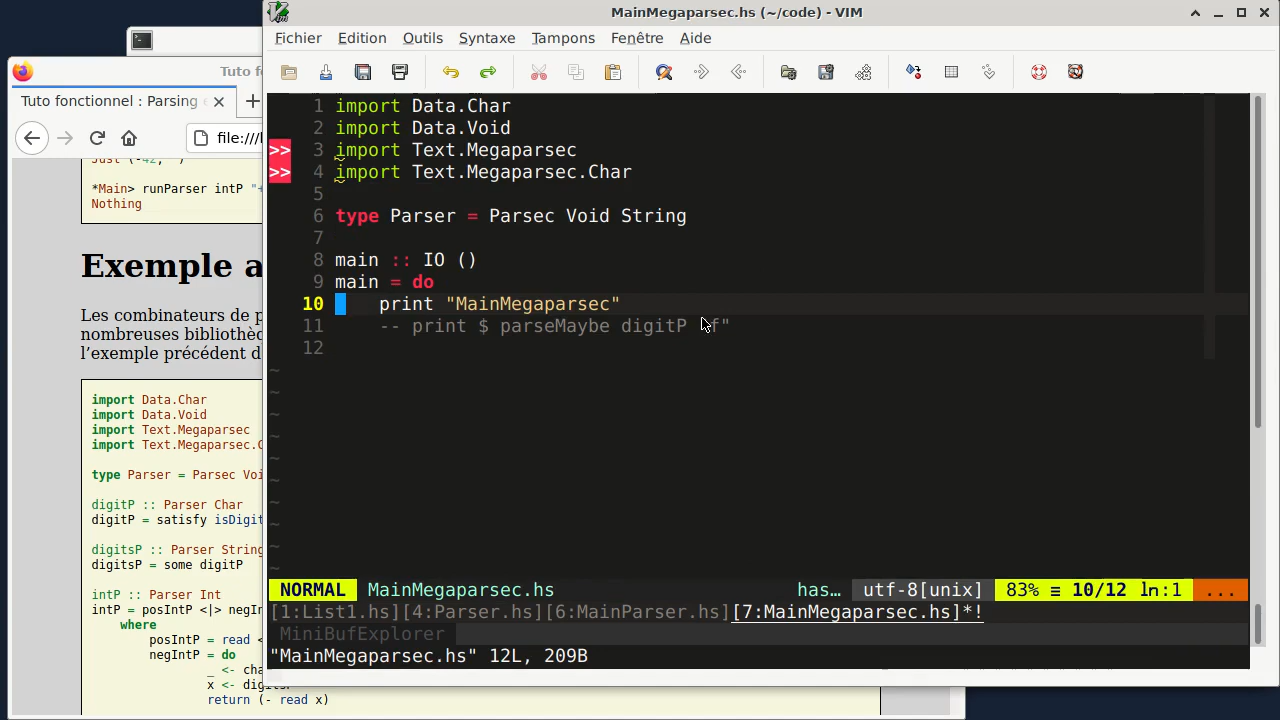 MainMegaparsec.hs (~/code) - VIM
Fichier Edition Outils Syntaxe Tampons Fenêtre Aide
1 import Data.Char
2 import Data.Void
>> 3 import Text.Megaparsec
>> 4 import Text.Megaparsec.Char
5
6 type Parser = Parsec Void String
7
8 main :: IO ()
9 main = do
10 print "MainMegaparsec"
11 -- print $ parseMaybe digitP f"
12
~
~
~
~
~
~
~
~
~
~
NORMAL MainMegaparsec.hs has… utf-8[unix] 83% ≡ 10/12 ln:1 ...
[1:List1.hs][4:Parser.hs][6:MainParser.hs][7:MainMegaparsec.hs]*!
MiniBufExplorer
"MainMegaparsec.hs" 12L, 209B
Tuto
Tuto fonctionnel : Parsing
file:///
Just (-42,
*Main> runParser intP "+
Nothing
Exemple a
Les combinateurs de
nombreuses
l'exemple précédent d
import Data.Char
import Data.Void
import Text.Megaparsec
import Text.Megaparsec.C
type Parser = Parsec Voi
digitP :: Parser Char
digitP = satisfy isDigit
digitsP :: Parser String
digitsP = some digitP
intP :: Parser Int
intP = posIntP <|> negIn
where
posIntP = read <
negIntP = do
_ <- cha
x <- digitsP
return (- read x)